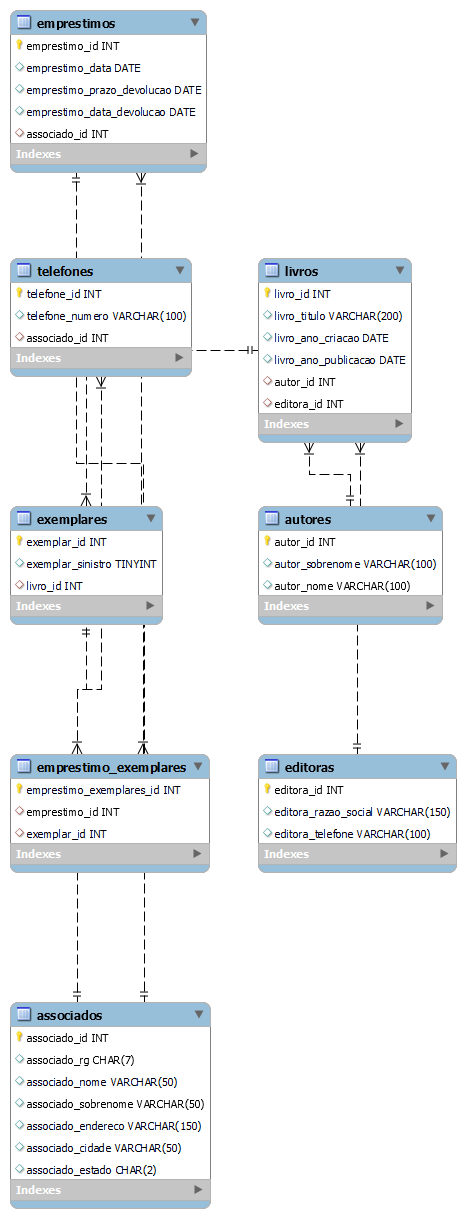 emprestimos
emprestimo_id INT
emprestimo_data DATE
emprestimo_prazo_devolucao DATE
emprestimo_data_devolucao DATE
associado_id INT
Indexes
telefones
telefone_id INT
telefone_numero VARCHAR(100)
associado_id INT
Indexes
livros
livro_id INT
livro_titulo VARCHAR(200)
livro_ano_criacao DATE
livro_ano_publicacao DATE
autor_id INT
editora_id INT
Indexes
exemplares
exemplar_id INT
exemplar_sinistro TINYINT
livro_id INT
Indexes
autores
autor_id INT
autor_sobrenome VARCHAR(100)
autor_nome VARCHAR(100)
Indexes
emprestimo_exemplares
emprestimo_exemplares_id INT
emprestimo_id INT
exemplar_id INT
Indexes
editoras
editora_id INT
editora_razao_social VARCHAR(150)
editora_telefone VARCHAR(100)
Indexes
associados
associado_id INT
associado_rg CHAR(7)
associado_nome VARCHAR(50)
associado_sobrenome VARCHAR(50)
associado_endereco VARCHAR(150)
associado_cidade VARCHAR(50)
associado_estado CHAR(2)
Indexes